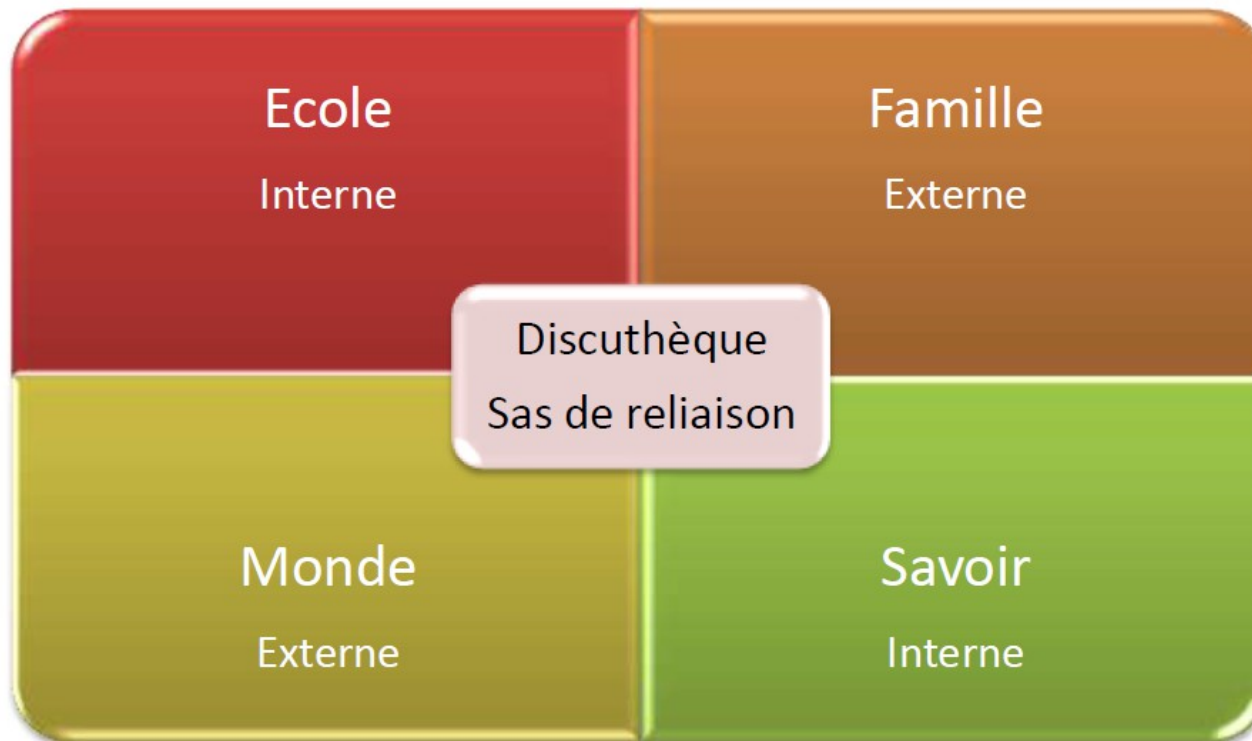 Ecole
Interne
Famille
Externe
Discuthèque
Sas de reliaison
Monde
Externe
Savoir
Interne